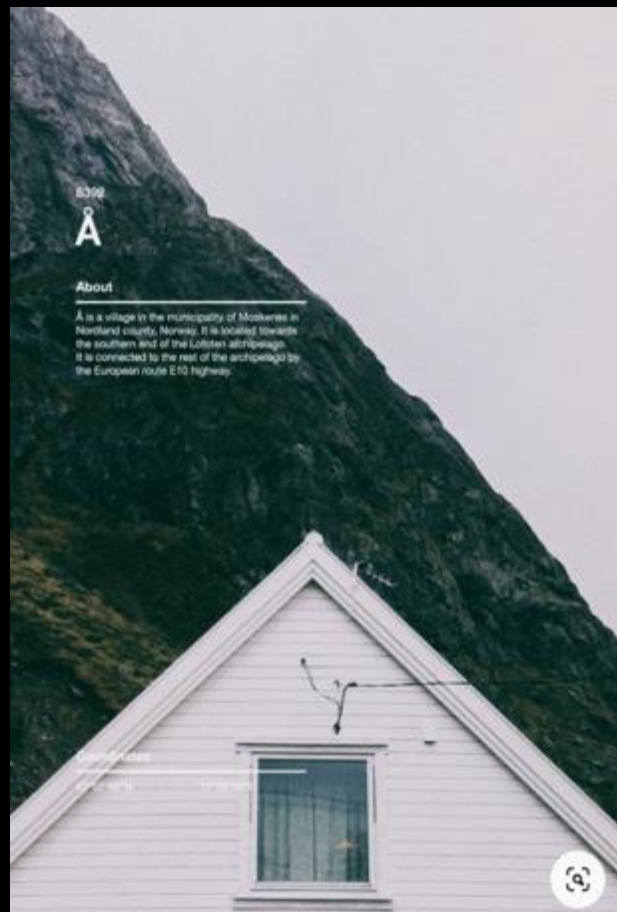 8392
Å
About
Å is a village in the municipality of Moskenes in
Nordland county, Norway. It is located towards
the southern end of the Lofoten
It is connected to the rest of the archipelago by
the European route E10 highway.
Coordinates